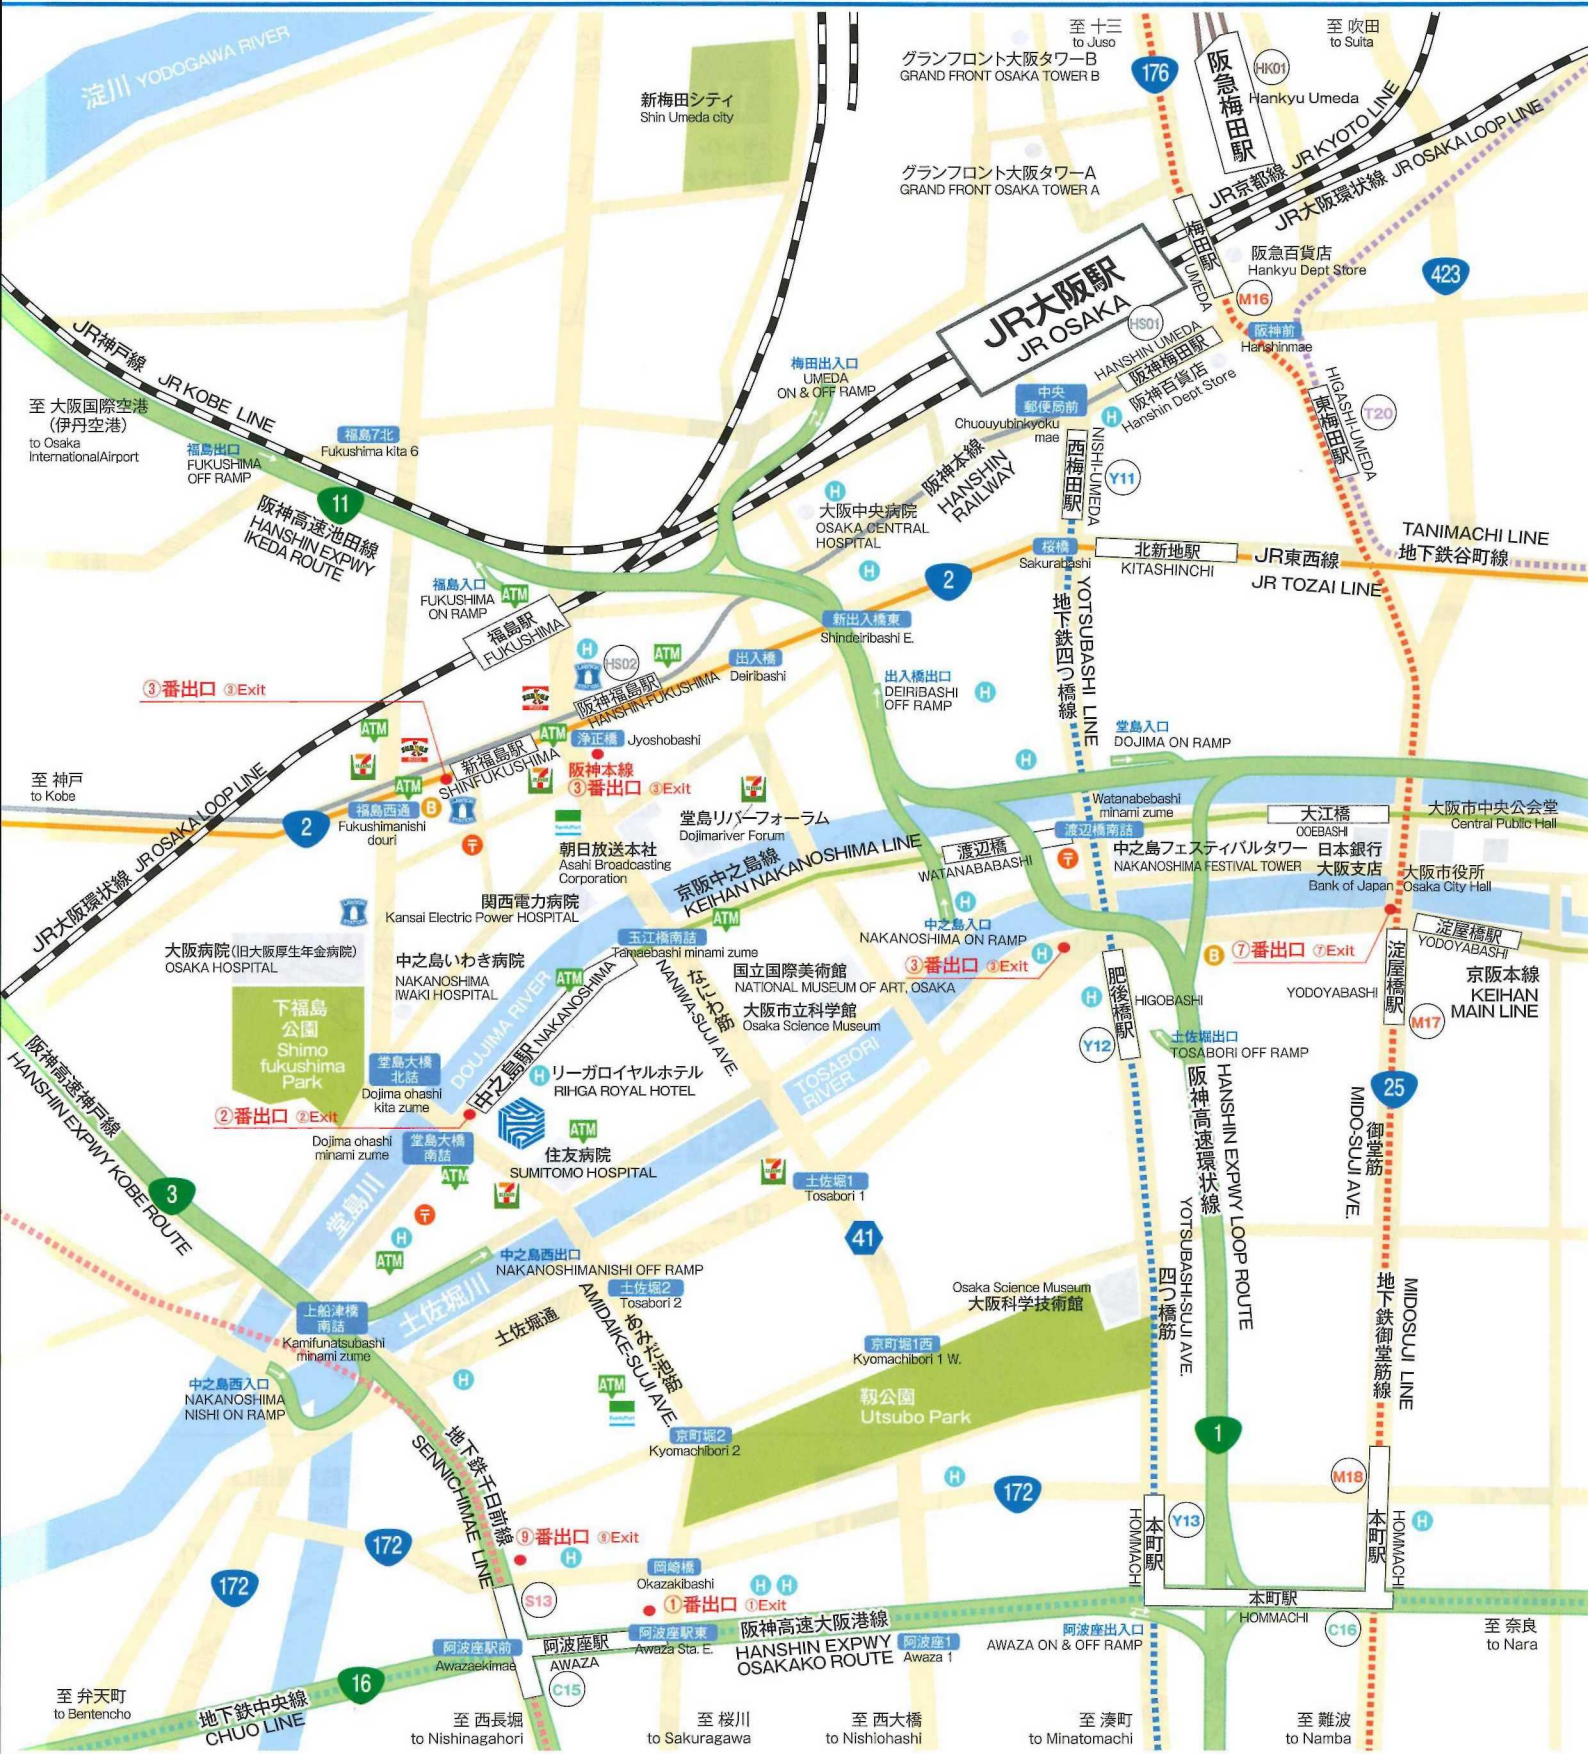 淀川 YODOGAWA RIVER
新梅田シティ
Shin Umeda city
グランフロント大阪タワーB
GRAND FRONT OSAKA TOWER B
グランフロント大阪タワーA
GRAND FRONT OSAKA TOWER A
至 十三
to Juso
176
阪急梅田駅
HK01
Hankyu Umeda
至 吹田
to Suita
JR京都線 JR KYOTO LINE
JR大阪環状線 JR OSAKA LOOP LINE
梅田駅
UMEDA
M16
阪急百貨店
Hankyu Dept Store
423
阪神前
Hanshinmae
JR大阪駅
JR OSAKA
HS01
HANSHIN UMEDA
阪神梅田駅
阪神百貨店
Hanshin Dept Store
HIGASHI-UMEDA
東梅田駅
T20
中央
郵便局前
Chuouyubinkyoku
mae
H
西梅田駅
NISHI-UMEDA
Y11
梅田出入口
UMEDA
ON & OFF RAMP
JR神戸線 JR KOBE LINE
至 大阪国際空港
(伊丹空港)
to Osaka
InternationalAirport
福島出口
FUKUSHIMA
OFF RAMP
福島7北
Fukushima kita 6
11
阪神高速池田線
HANSHIN EXPWY
IKEDA ROUTE
阪神本線
HANSHIN
RAILWAY
H
大阪中央病院
OSAKA CENTRAL
HOSPITAL
H
福島入口
FUKUSHIMA
ON RAMP
ATM
福島駅
FUKUSHIMA
2
桜橋
Sakurabashi
北新地駅
KITASHINCHI
JR東西線
JR TOZAI LINE
TANIMACHI LINE
地下鉄谷町線
新出入橋東
Shindeiribashi E.
出入橋
Deiribashi
H
HS02
ATM
阪神福島駅
HANSHIN-FUKUSHIMA
出入橋出口
DEIRIBASHI
OFF RAMP
H
地下鉄四つ橋線
YOTSUBASHI LINE
③番出口 ③Exit
ATM
ATM
新福島駅
SHINFUKUSHIMA
ATM
浄正橋 Jyoshobashi
阪神本線
③番出口 ③Exit
至 神戸
to Kobe
2
福島西通
Fukushimanishi
douri
B
〒
堂島入口
DOJIMA ON RAMP
H
堂島リバーフォーラム
Dojimariver Forum
朝日放送本社
Asahi Broadcasting
Corporation
京阪中之島線
KEIHAN NAKANOSHIMA LINE
渡辺橋
WATANABABASHI
Watanabebashi
minami zume
渡辺橋南詰
〒
大江橋
OOEBASHI
大阪市中央公会堂
Central Public Hall
中之島フェスティバルタワー
NAKANOSHIMA FESTIVAL TOWER
日本銀行
大阪支店
Bank of Japan
大阪市役所
Osaka City Hall
JR大阪環状線 JR OSAKA LOOP LINE
関西電力病院
Kansai Electric Power HOSPITAL
ATM
大阪病院(旧大阪厚生年金病院)
OSAKA HOSPITAL
玉江橋南詰
Tamaebashi minami zume
中之島いわき病院
NAKANOSHIMA
IWAKI HOSPITAL
ATM
中之島入口
NAKANOSHIMA ON RAMP
H
③番出口 ③Exit
H
国立国際美術館
NATIONAL MUSEUM OF ART, OSAKA
大阪市立科学館
Osaka Science Museum
なにわ筋
NANIWA-SUJI AVE.
B
⑦番出口 ⑦Exit
淀屋橋駅
YODOYABASHI
京阪本線
KEIHAN
MAIN LINE
YODOYABASHI
淀屋橋駅
M17
H
肥後橋駅
HIGOBASHI
Y12
土佐堀出口
TOSABORI OFF RAMP
下福島
公園
Shimo
fukushima
Park
堂島大橋
北詰
Dojima ohashi
kita zume
DOUJIMA RIVER
中之島駅 NAKANOSHIMA
H
リーガロイヤルホテル
RIHGA ROYAL HOTEL
TOSABORI
RIVER
25
②番出口 ②Exit
Dojima ohashi
minami zume
堂島大橋
南詰
ATM
ATM
住友病院
SUMITOMO HOSPITAL
阪神高速環状線
HANSHIN EXPWY LOOP ROUTE
御堂筋
MIDO-SUJI AVE.
阪神高速神戸線
HANSHIN EXPWY KOBE ROUTE
3
堂島川
〒
H
ATM
土佐堀1
Tosabori 1
41
中之島西出口
NAKANOSHIMANISHI OFF RAMP
土佐堀川
土佐堀2
Tosabori 2
上船津橋
南詰
Kamifunatsubashi
minami zume
土佐堀通
あみだ池筋
AMIDAIKE-SUJI AVE.
Osaka Science Museum
大阪科学技術館
京町堀1西
Kyomachibori 1 W.
四つ橋筋
YOTSUBASHI-SUJI AVE.
地下鉄御堂筋線
MIDOSUJI LINE
中之島西入口
NAKANOSHIMA
NISHI ON RAMP
H
ATM
FamilyMart
靱公園
Utsubo Park
京町堀2
Kyomachibori 2
1
地下鉄千日前線
SENNICHIMAE LINE
H
172
M18
172
172
⑨番出口 ⑨Exit
H
岡崎橋
Okazakibashi
H
H
①番出口 ①Exit
S13
本町駅
HOMMACHI
Y13
本町駅
HOMMACHI
H
本町駅
HOMMACHI
C16
阿波座駅前
Awazaekimae
阿波座駅
AWAZA
C15
阿波座駅東
Awaza Sta. E.
阪神高速大阪港線
HANSHIN EXPWY
OSAKAKO ROUTE
阿波座1
Awaza 1
阿波座出入口
AWAZA ON & OFF RAMP
至 奈良
to Nara
16
地下鉄中央線
CHUO LINE
至 弁天町
to Bentencho
至 西長堀
to Nishinagahori
至 桜川
to Sakuragawa
至 西大橋
to Nishiohashi
至 湊町
to Minatomachi
至 難波
to Namba